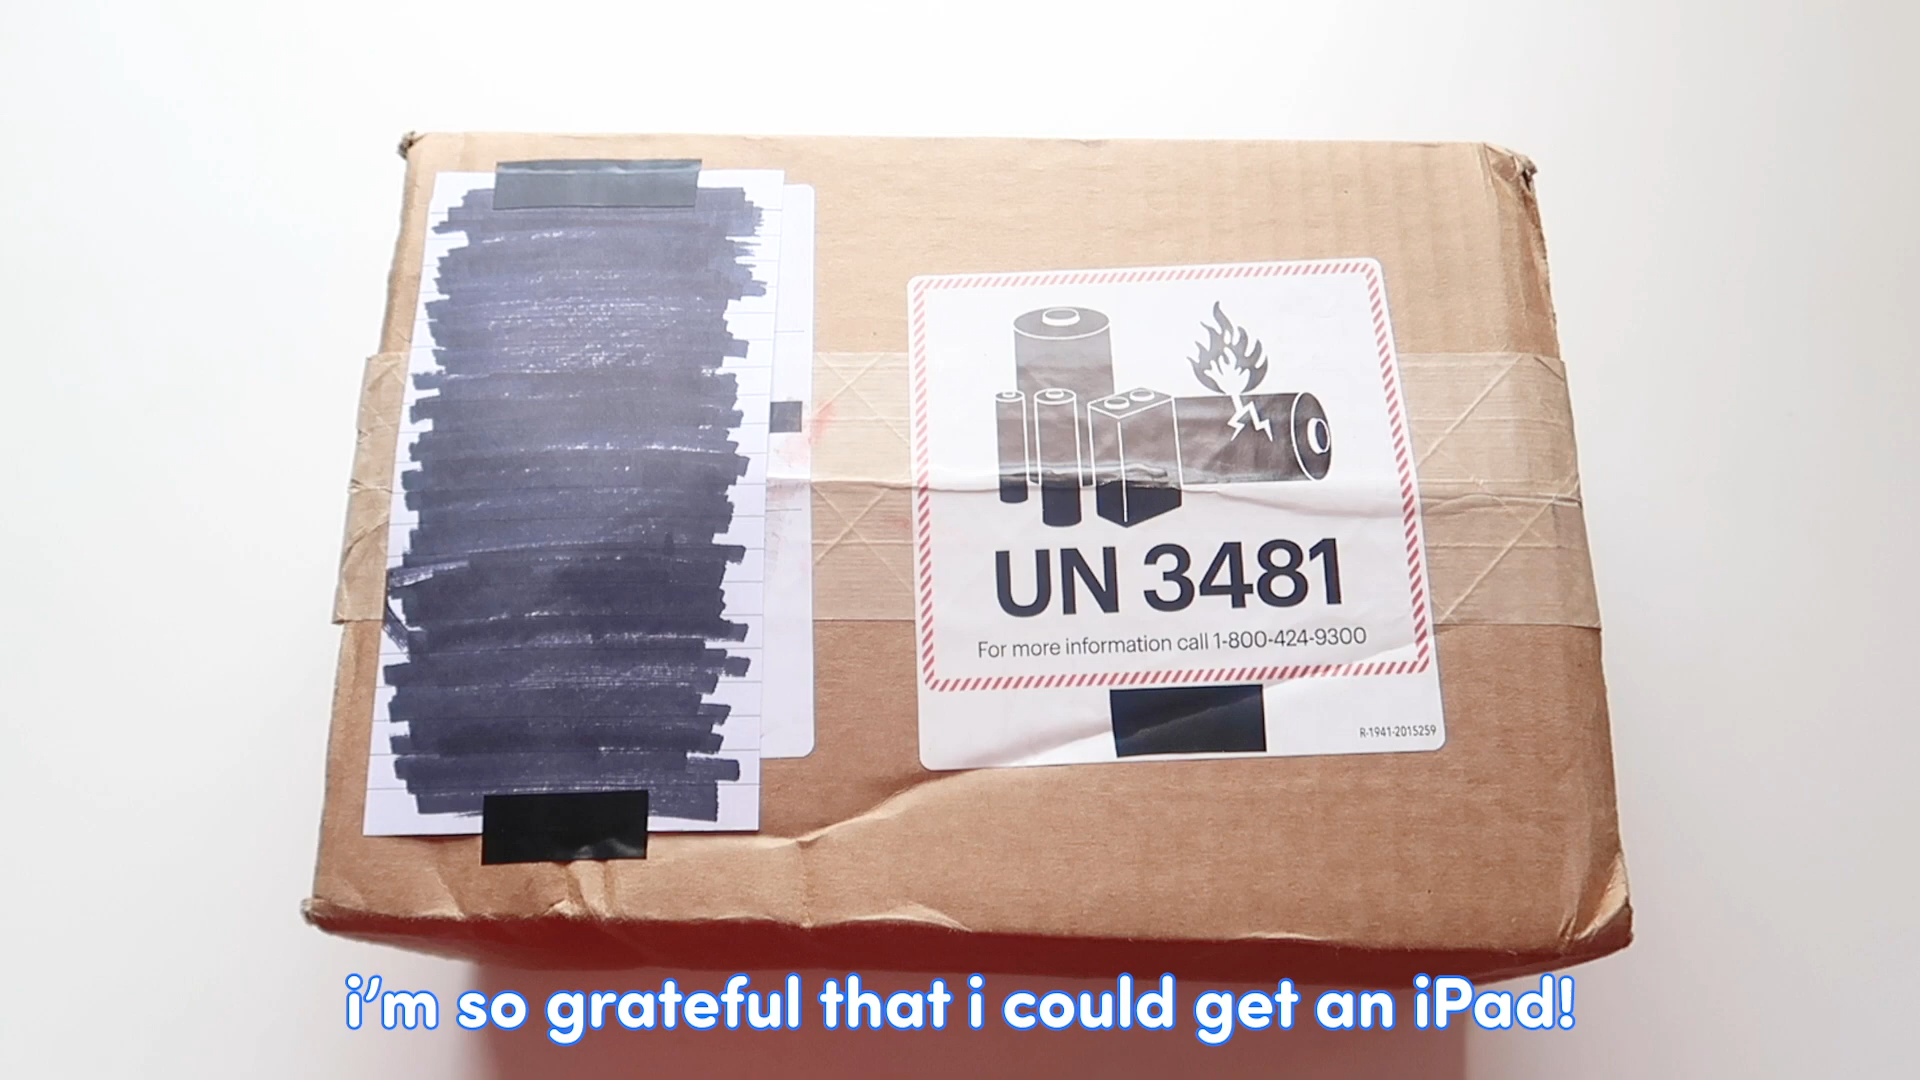 UN 3481
For more information call 1-800-424-9300
R-1941-2015259
i'm so grateful that i could get an iPad!